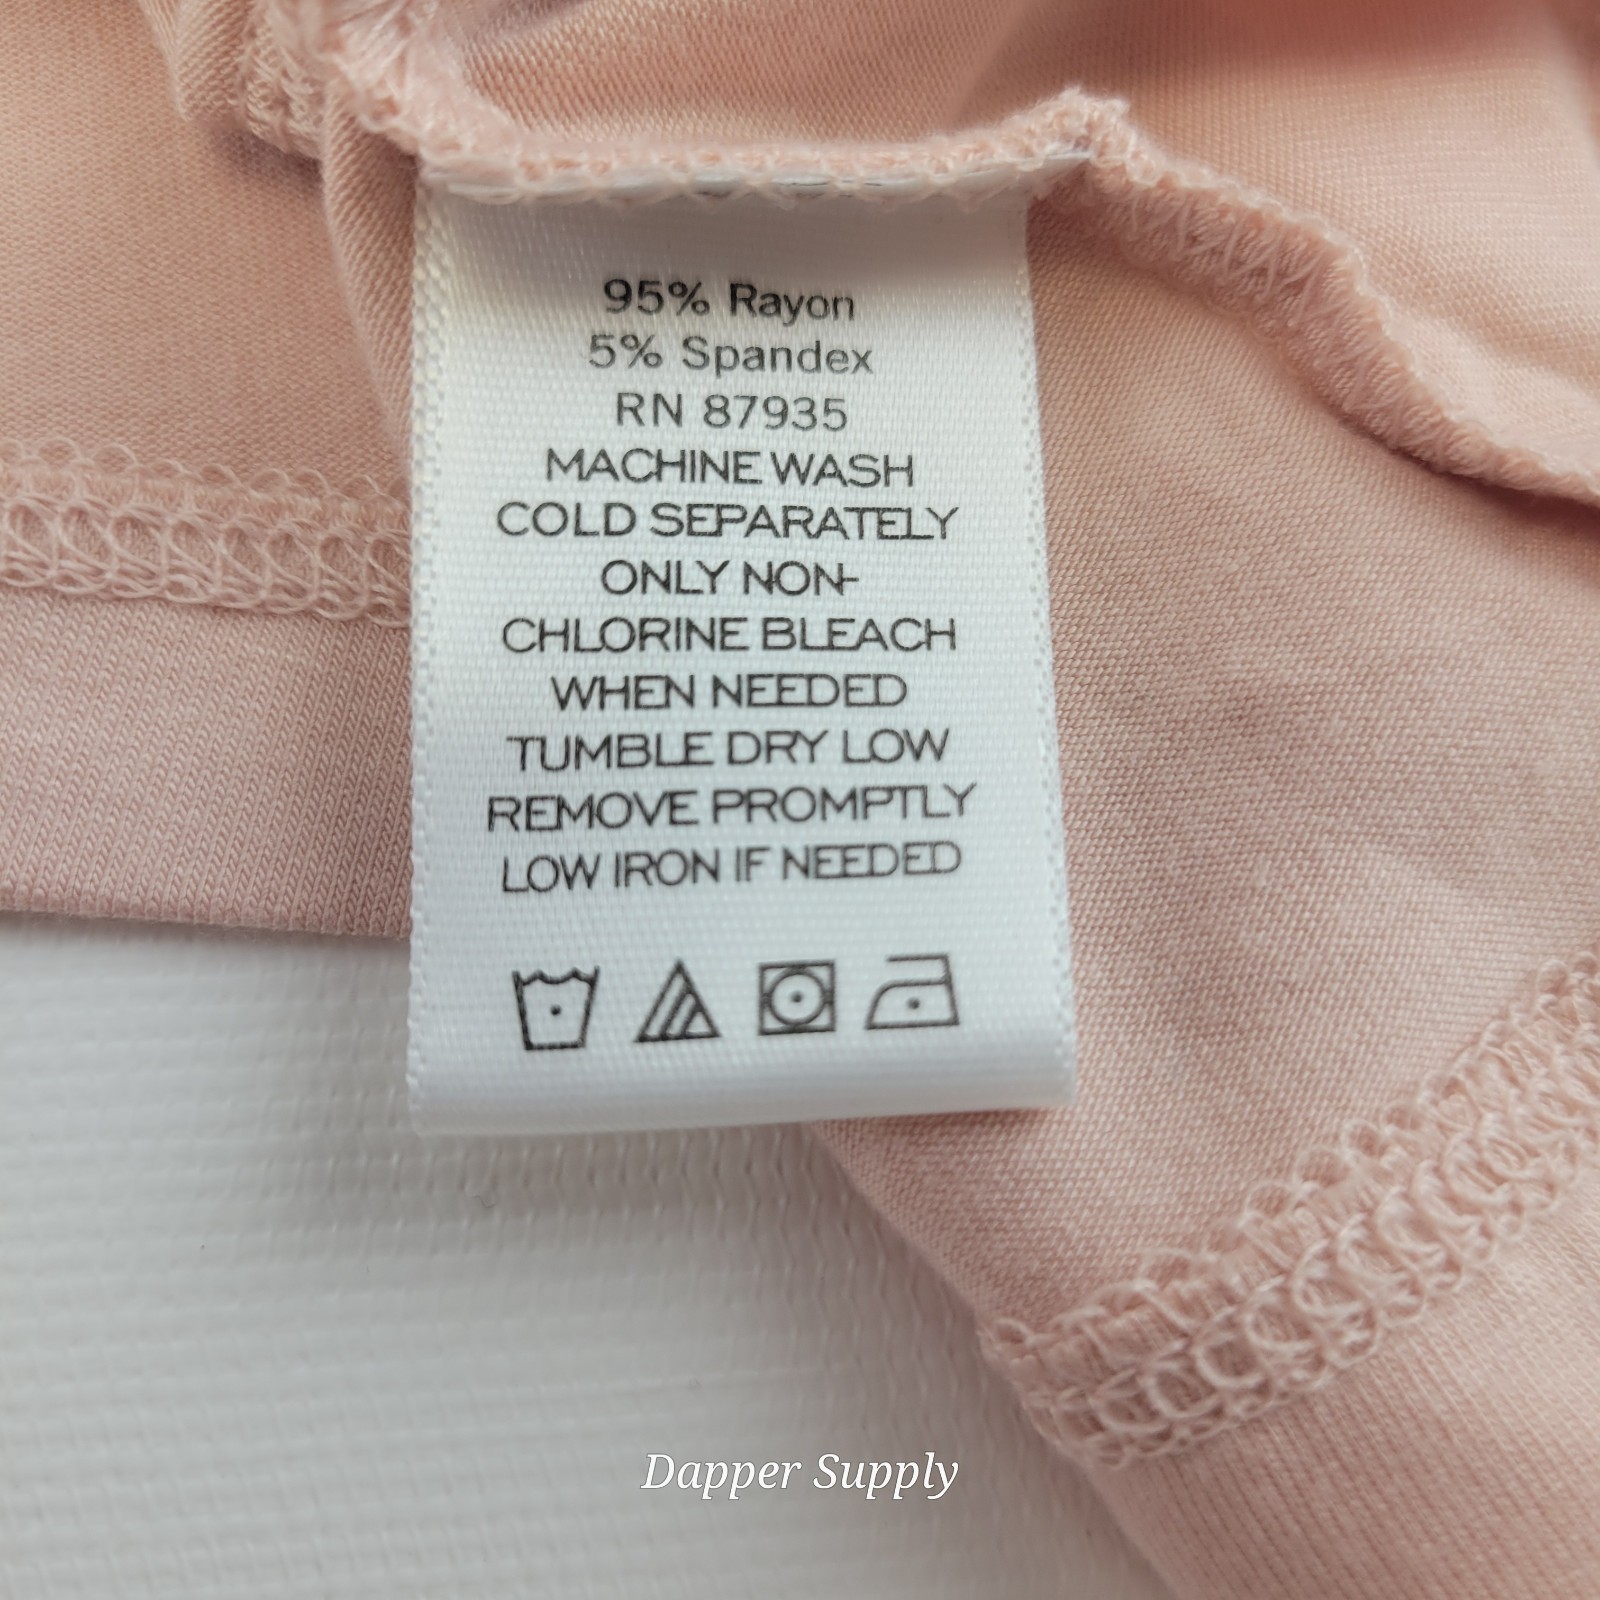 95% Rayon
5% Spandex
RN 87935
MACHINE WASH
COLD SEPARATELY
ONLY NON-
CHLORINE BLEACH
WHEN NEEDED
TUMBLE DRY LOW
REMOVE PROMPTLY
LOW IRON IF NEEDED
Dapper Supply